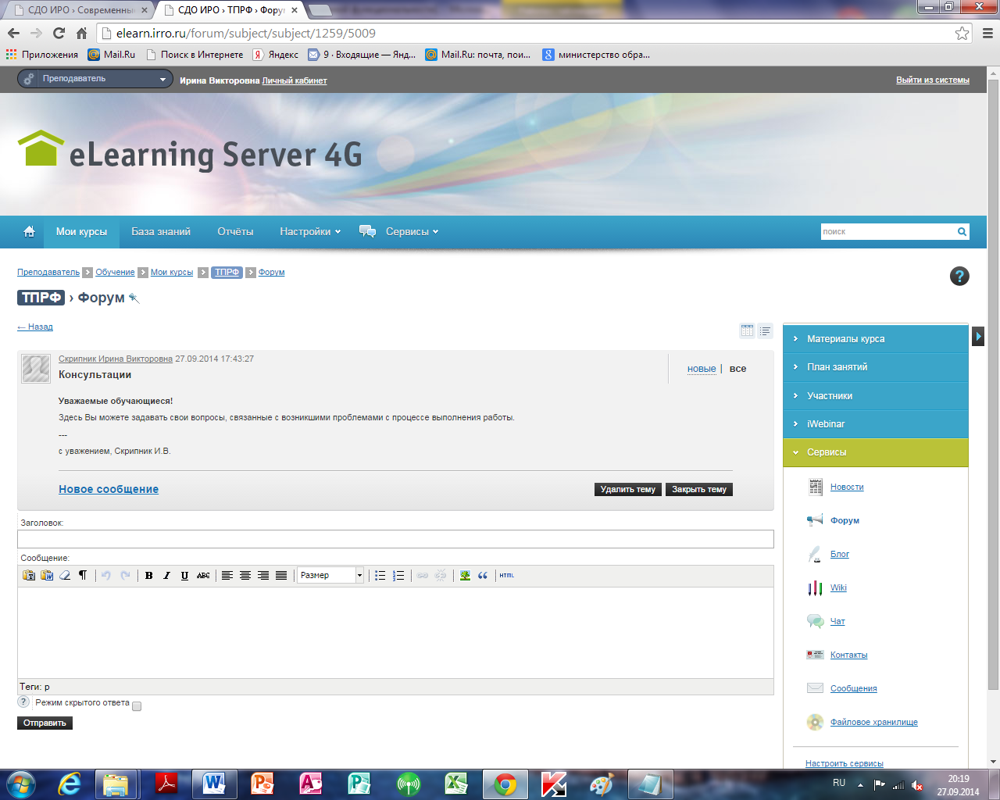 СДО ИРО › Современны
СДО ИРО › ТПРФ › Форум
elearn.irro.ru/forum/subject/subject/1259/5009
Приложения Mail.Ru Поиск в Интернете Яндекс 9 · Входящие — Янд... Mail.Ru: почта, пои... министерство обра...
Преподаватель Ирина Викторовна Личный кабинет Выйти из системы
eLearning Server 4G
Мои курсы База знаний Отчёты Настройки Сервисы поиск
Преподаватель Обучение Мои курсы ТПРФ Форум
?
ТПРФ › Форум
← Назад
Скрипник Ирина Викторовна 27.09.2014 17:43:27
Консультации
новые | все
Уважаемые обучающиеся!
Здесь Вы можете задавать свои вопросы, связанные с возникшими проблемами с процессе выполнения работы.
---
с уважением, Скрипник И.В.
Новое сообщение Удалить тему Закрыть тему
Заголовок:
Сообщение:
B I U ABC Размер HTML
Теги: p
? Режим скрытого ответа
Отправить
Материалы курса
План занятий
Участники
iWebinar
Сервисы
Новости
Форум
Блог
Wiki
Чат
Контакты
Сообщения
Файловое хранилище
Настроить сервисы
RU
20:19
27.09.2014